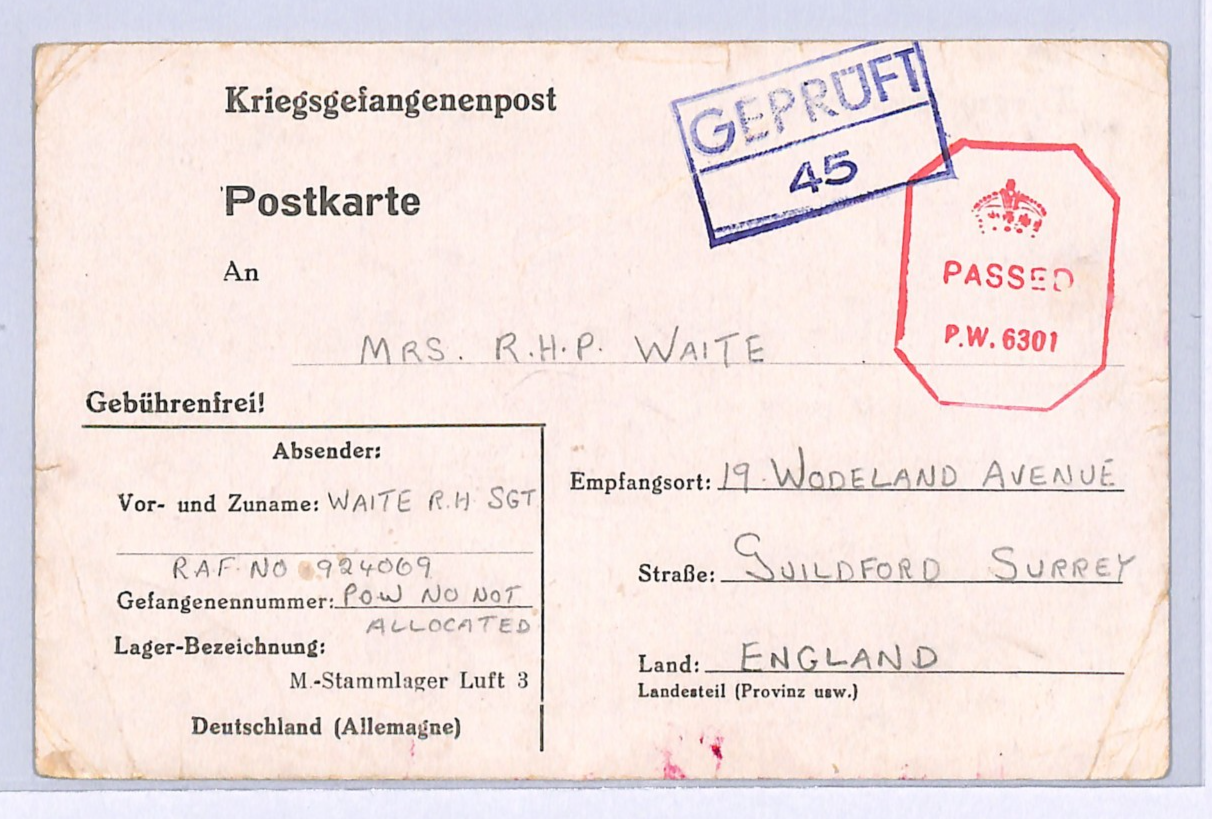 Kriegsgefangenenpost
GEPRÜFT
45
Postkarte
PASSED
P.W. 6301
An
MRS. R.H.P. WAITE
Gebührenfrei!
Absender:
Vor- und Zuname: WAITE R.H SGT
RAF NO 924069
Gefangenennummer: POW NO NOT
ALLOCATED
Lager-Bezeichnung:
M.-Stammlager Luft 3
Deutschland (Allemagne)
Empfangsort: 19. WODELAND AVENUE
Straße: GUILDFORD SURREY
Land: ENGLAND
Landesteil (Provinz usw.)